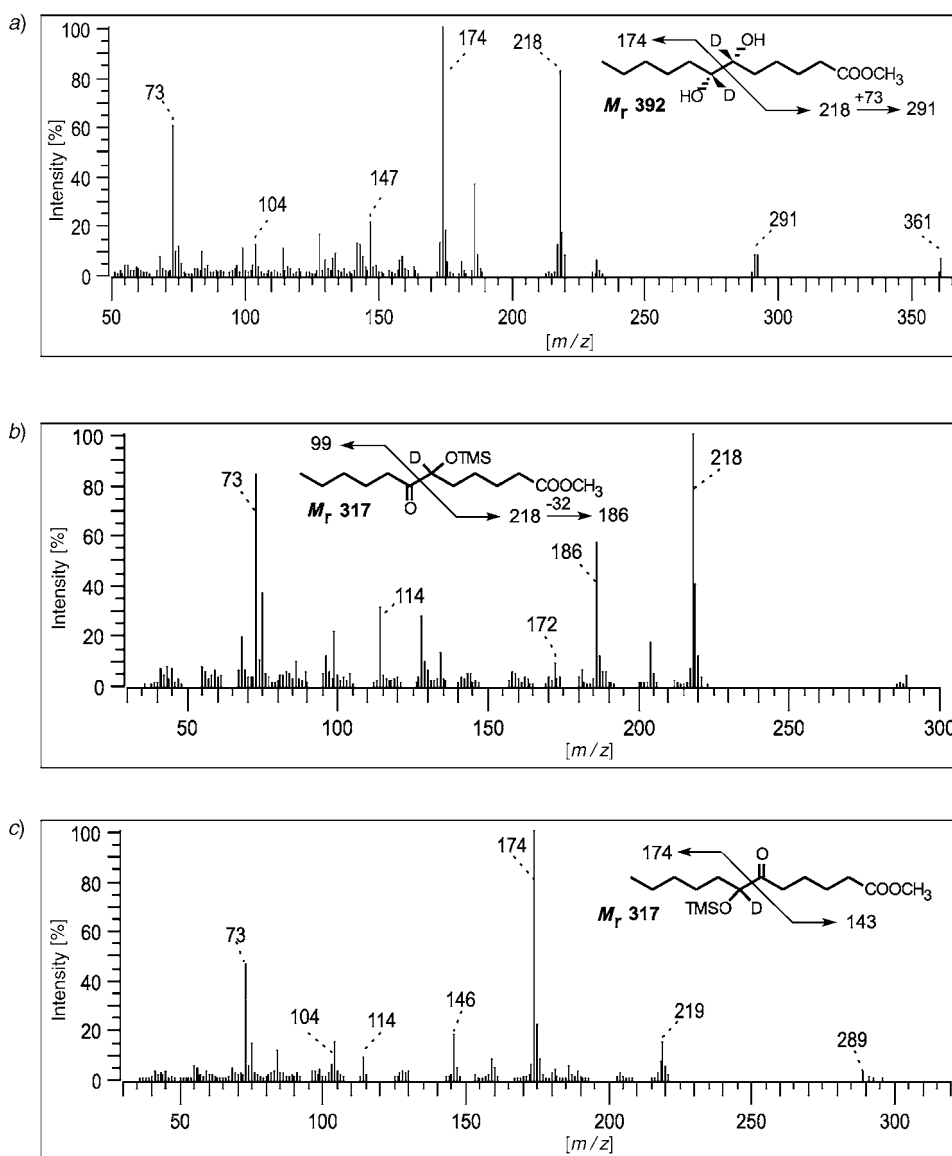 a)
Intensity [%]
100
80
60
40
20
0
73
104
147
174
218
291
361
174
D
OH
HO
D
COOCH3
Mr 392
218 +73 291
50 100 150 200 250 300 350
[m/z]
b)
Intensity [%]
100
80
60
40
20
0
73
114
172
186
218
99
D
OTMS
O
COOCH3
Mr 317
218 -32 186
50 100 150 200 250 300
[m/z]
c)
Intensity [%]
100
80
60
40
20
0
73
104
114
146
174
219
289
174
O
TMSO
D
COOCH3
Mr 317
143
50 100 150 200 250 300
[m/z]